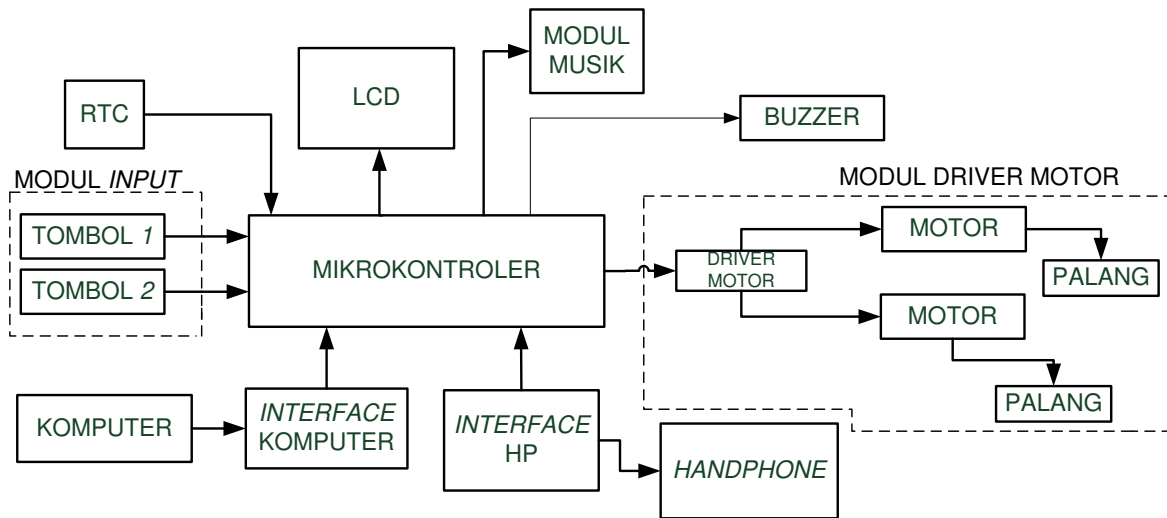 MODUL
MUSIK
LCD
RTC
BUZZER
MODUL INPUT
MODUL DRIVER MOTOR
TOMBOL 1
TOMBOL 2
MIKROKONTROLER
DRIVER
MOTOR
MOTOR
PALANG
MOTOR
PALANG
KOMPUTER
INTERFACE
KOMPUTER
INTERFACE
HP
HANDPHONE